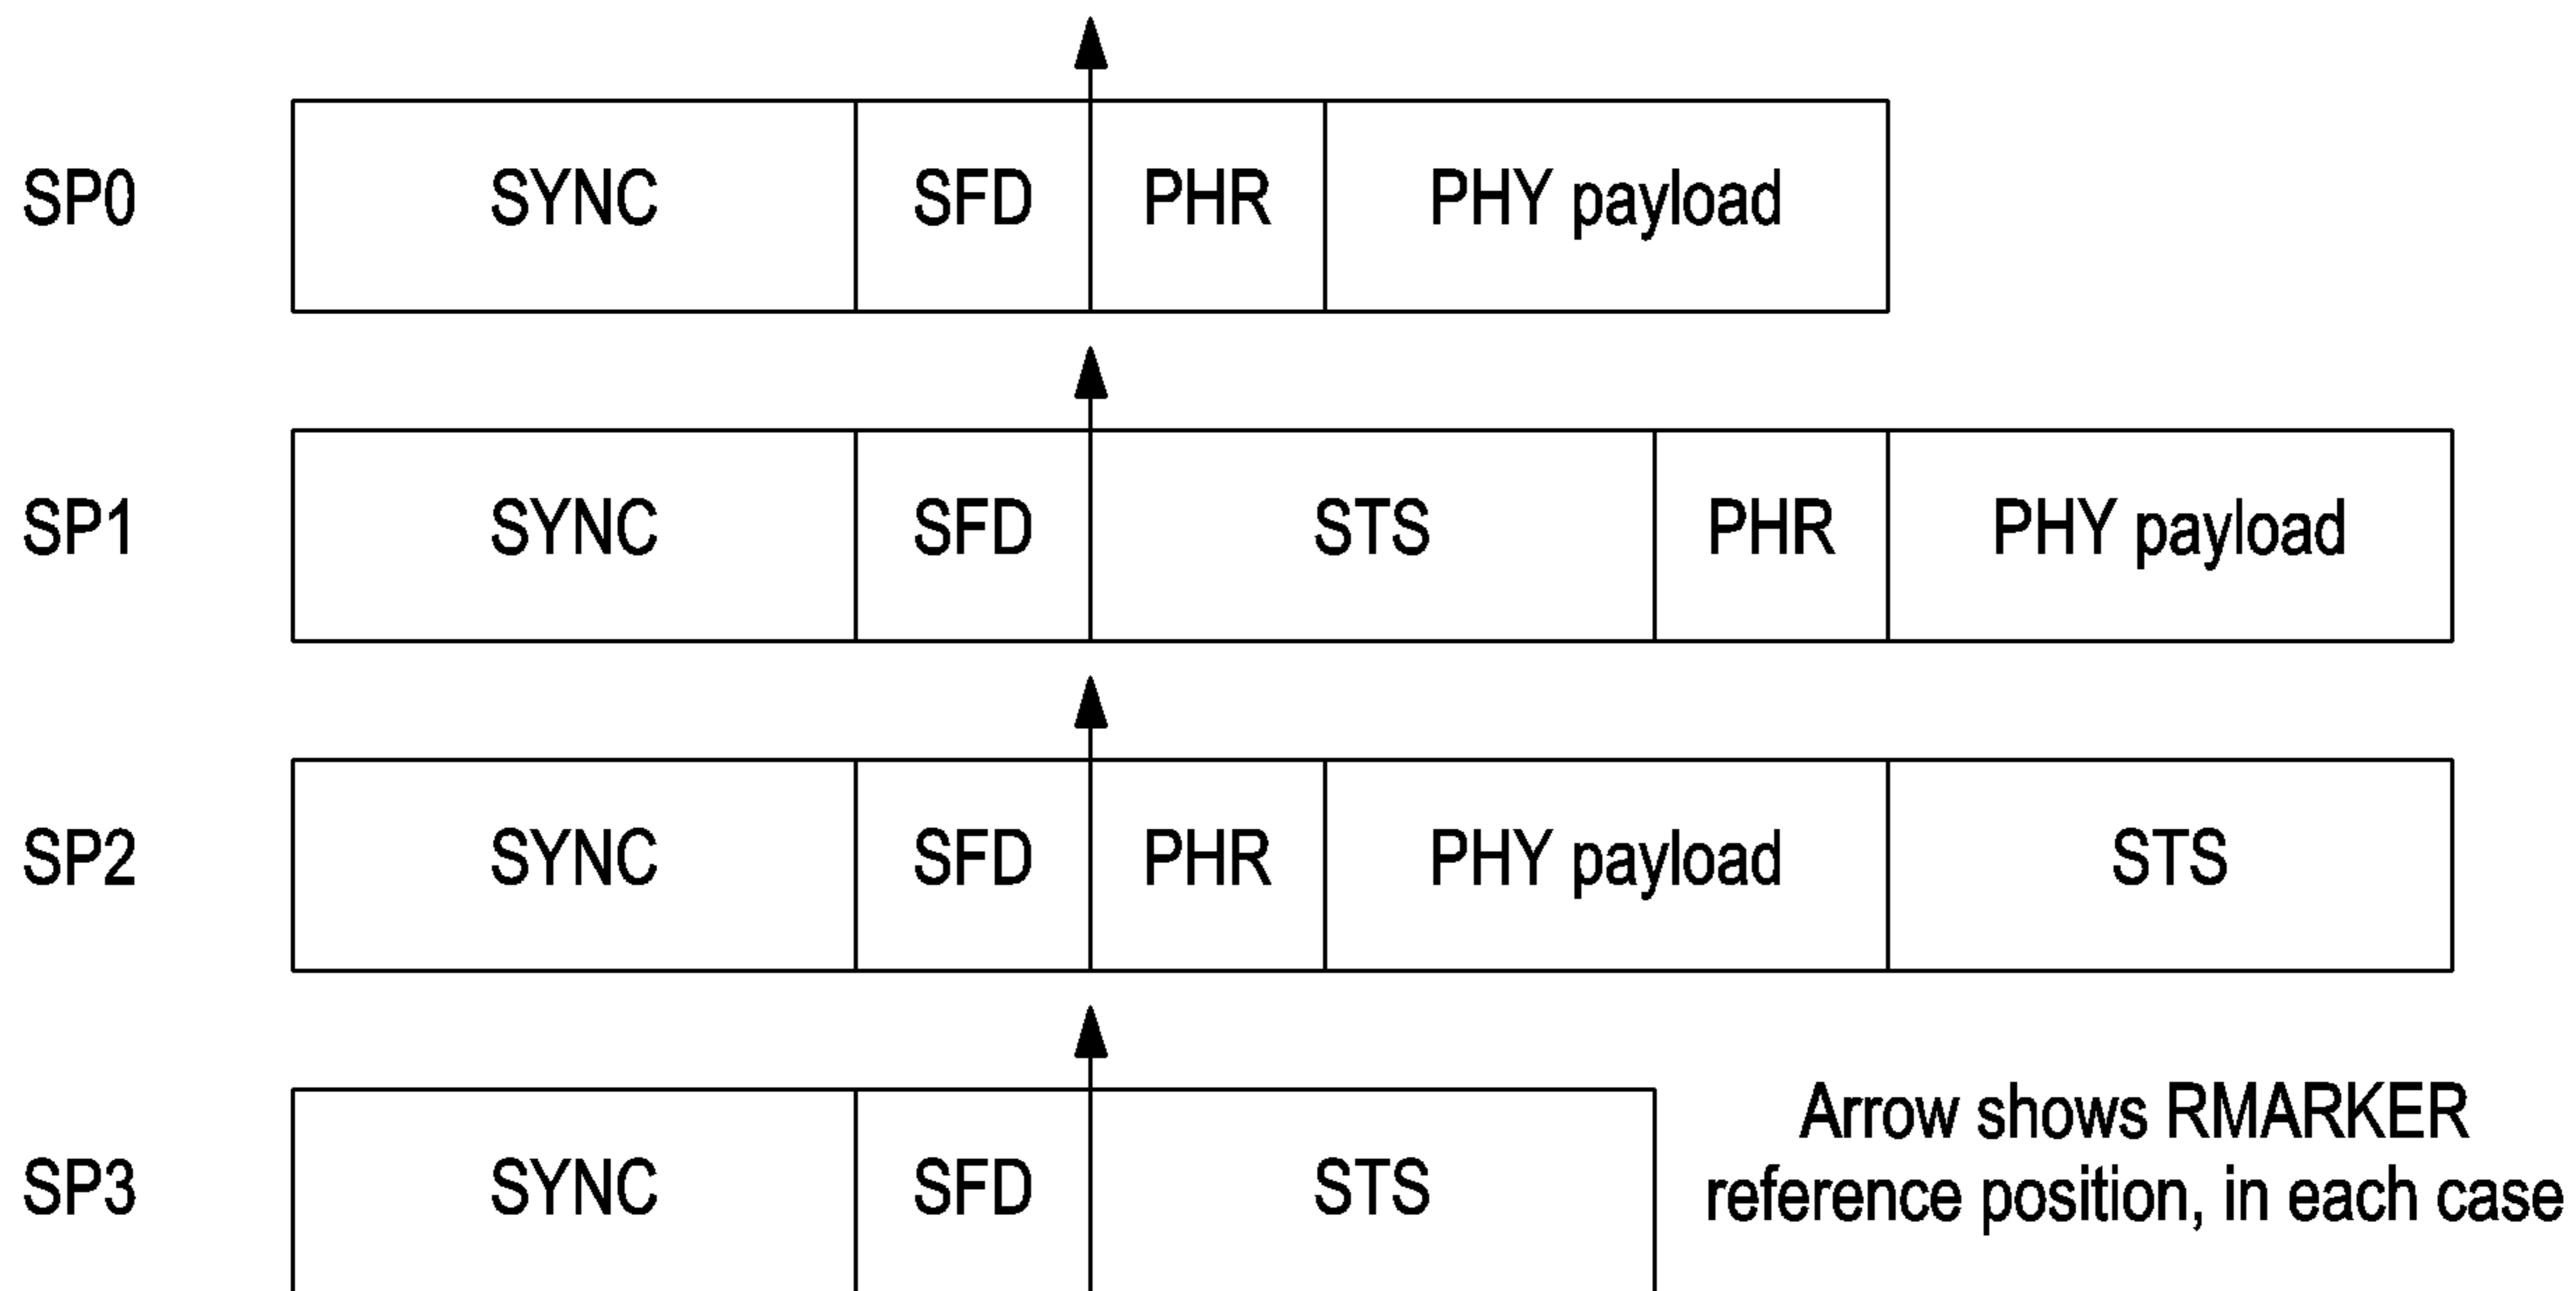 SP0 SYNC SFD PHR PHY payload
SP1 SYNC SFD STS PHR PHY payload
SP2 SYNC SFD PHR PHY payload STS
SP3 SYNC SFD STS
Arrow shows RMARKER
reference position, in each case